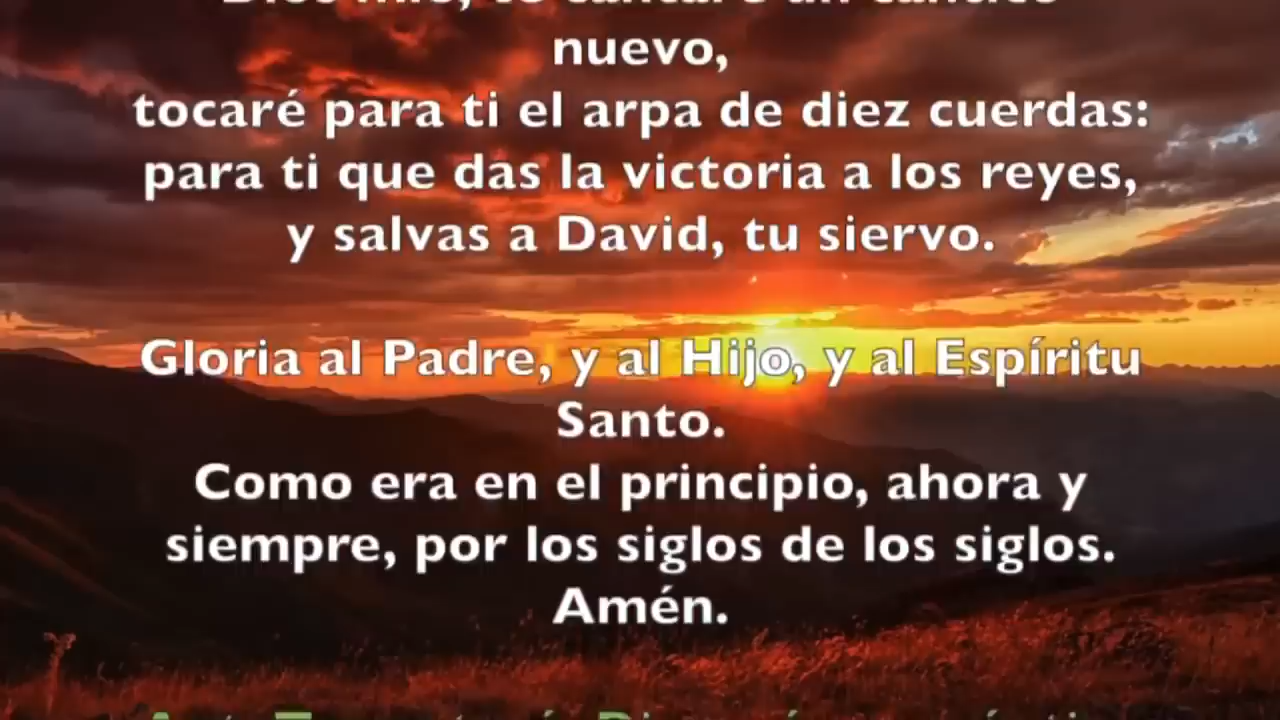 nuevo,
tocaré para ti el arpa de diez cuerdas:
para ti que das la victoria a los reyes,
y salvas a David, tu siervo.
Gloria al Padre, y al Hijo, y al Espíritu
Santo.
Como era en el principio, ahora y
siempre, por los siglos de los siglos.
Amén.